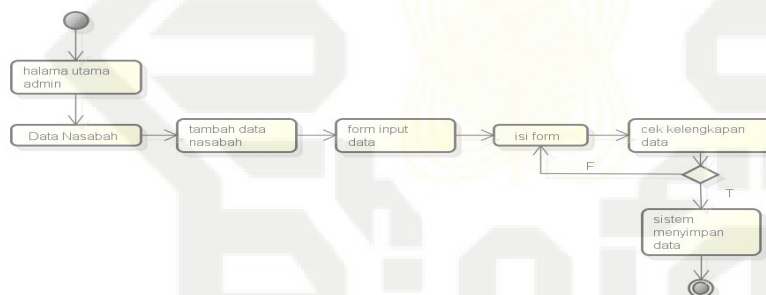 halama utama
admin
Data Nasabah
tambah data
nasabah
form input
data
isi form
cek kelengkapan
data
F
T
sistem
menyimpan
data